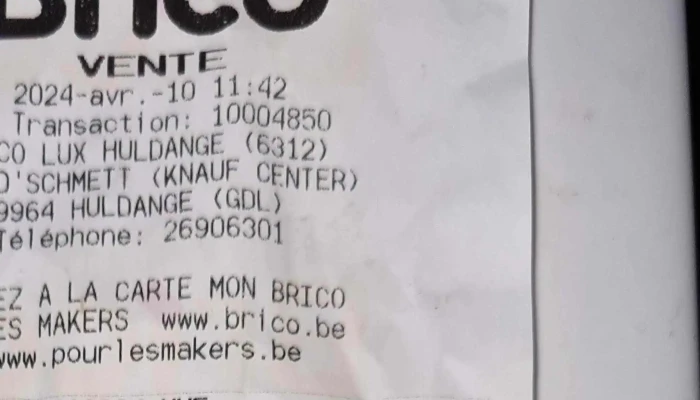 BRICO
VENTE
2024-avr.-10 11:42
Transaction: 10004850
CO LUX HULDANGE (6312)
O'SCHMETT (KNAUF CENTER)
9964 HULDANGE (GDL)
Téléphone: 26906301
EZ A LA CARTE MON BRICO
ES MAKERS www.brico.be
www.pourlesmakers.be